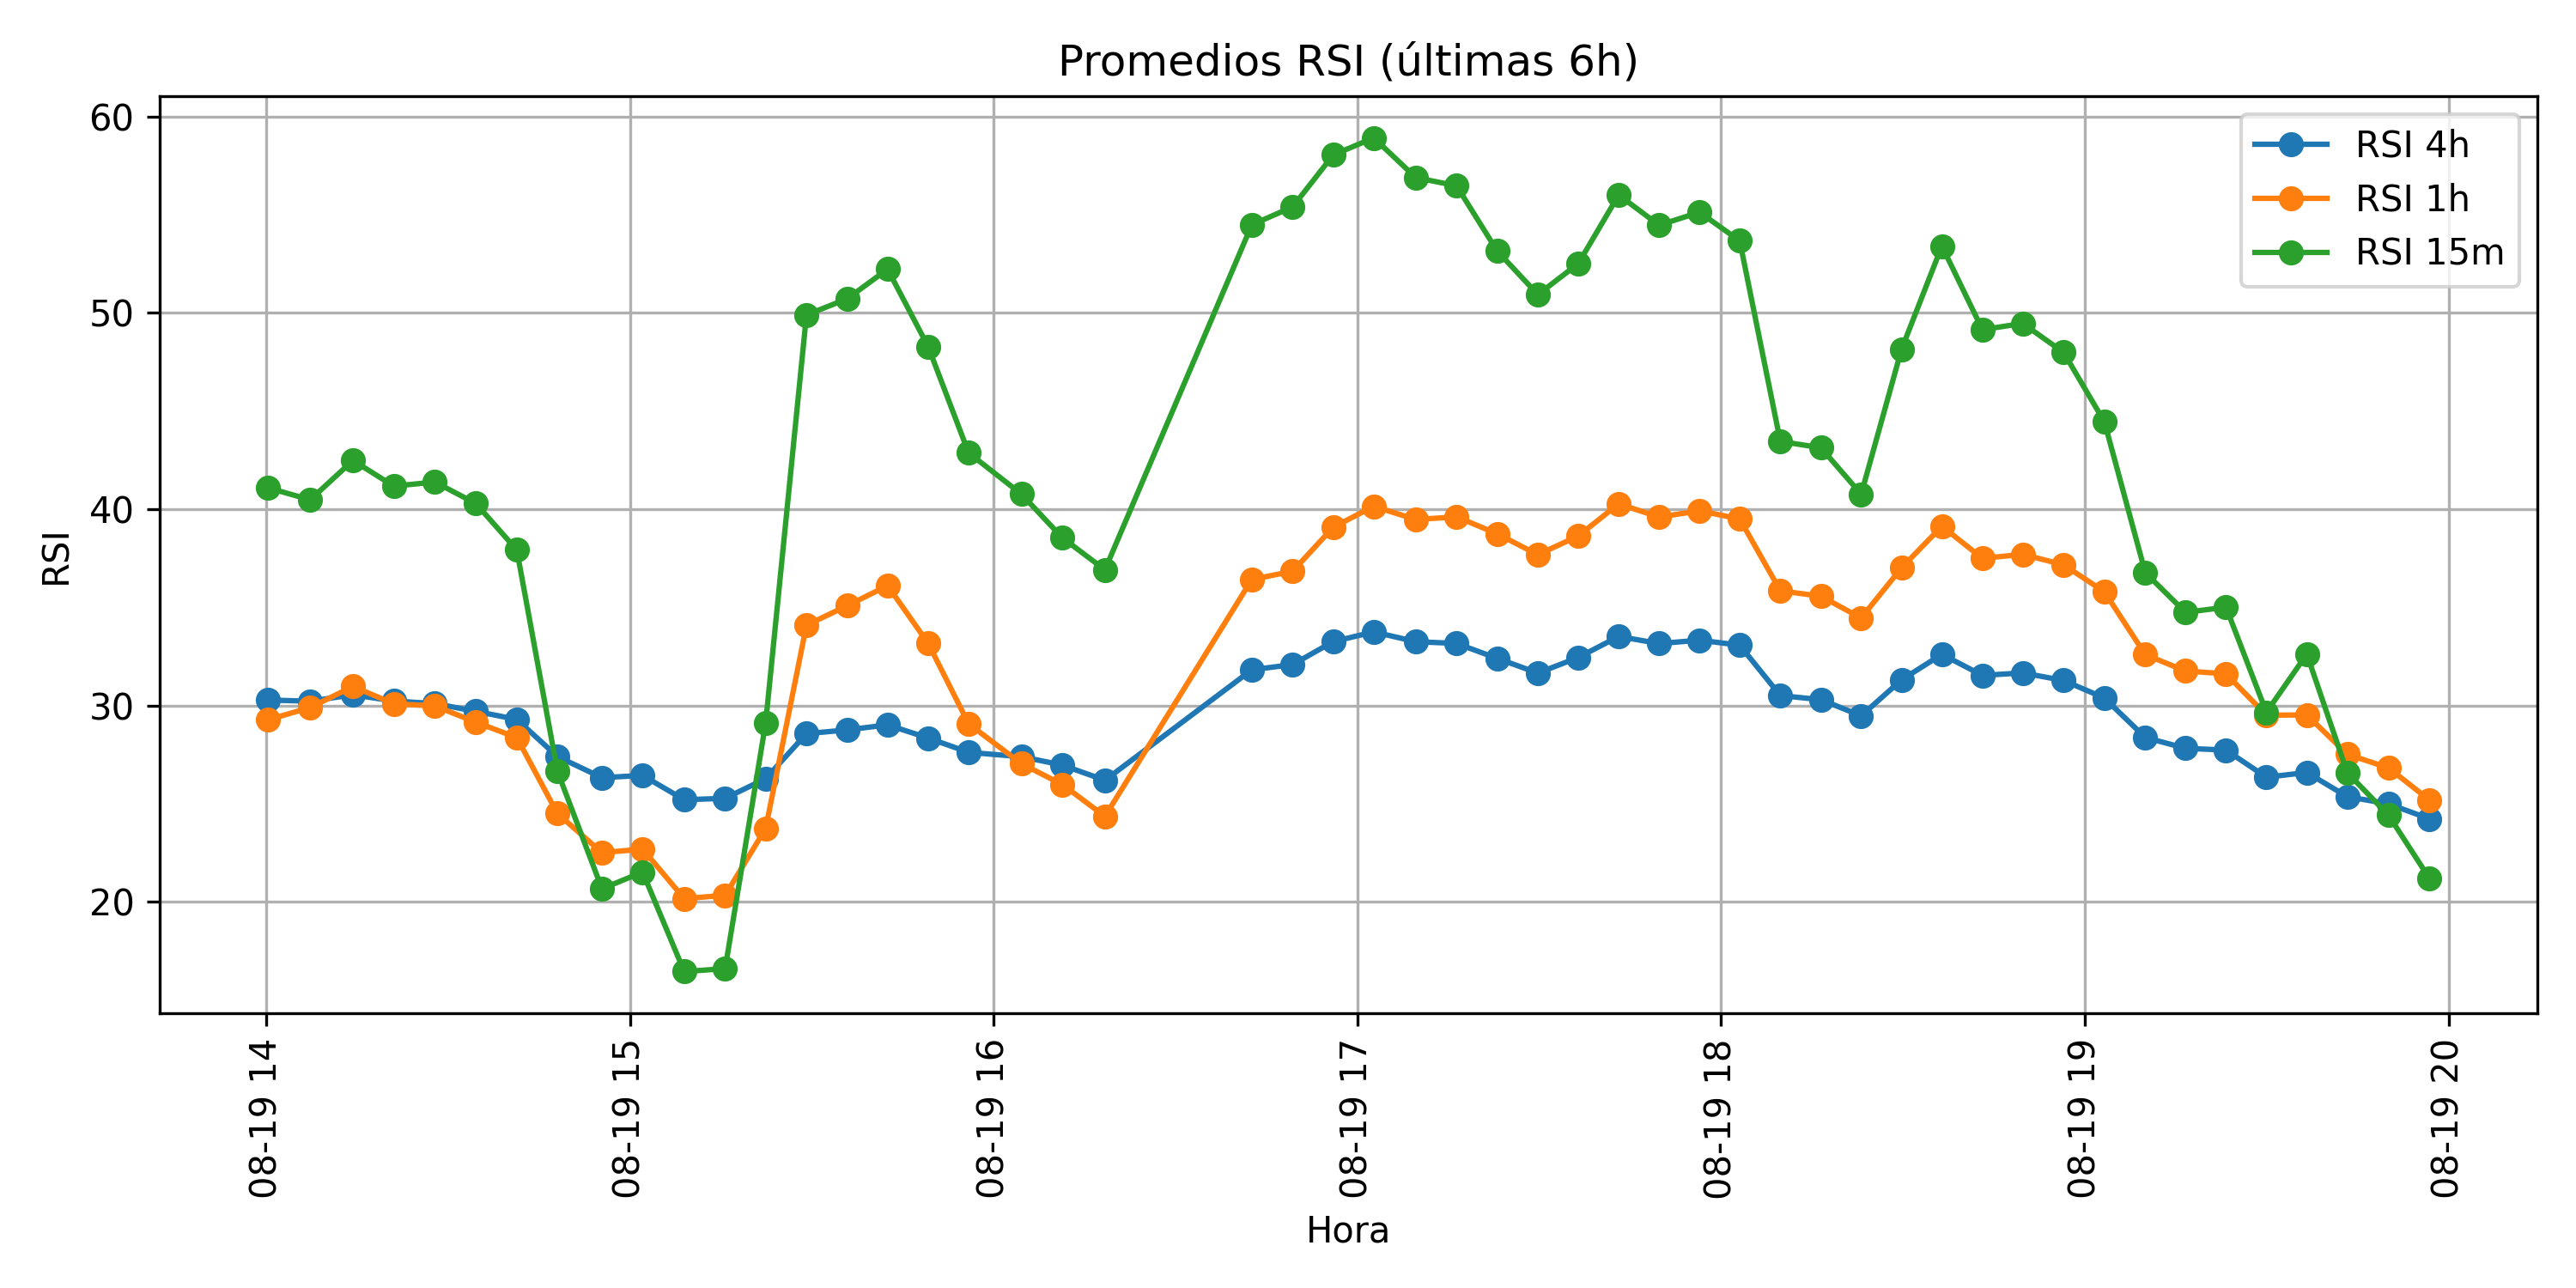 Promedios RSI (últimas 6h)
RSI 4h
RSI 1h
RSI 15m
60
50
40
30
20
RSI
08-19 14
08-19 15
08-19 16
08-19 17
08-19 18
08-19 19
08-19 20
Hora